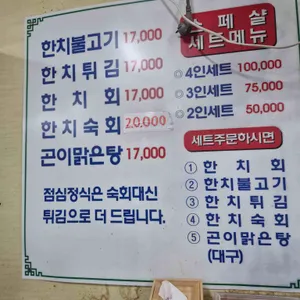 한치불고기 17,000
한치튀김 17,000
한치회 17,000
한치숙회 20,000
곤이맑은탕 17,000
점심정식은 숙회대신
튀김으로 더 드립니다.
스페셜
세트메뉴
◎4인세트 100,000
◎3인세트 75,000
◎2인세트 50,000
세트주문하시면
① 한치회
② 한치불고기
③ 한치튀김
④ 한치숙회
⑤ 곤이맑은탕
(대구)